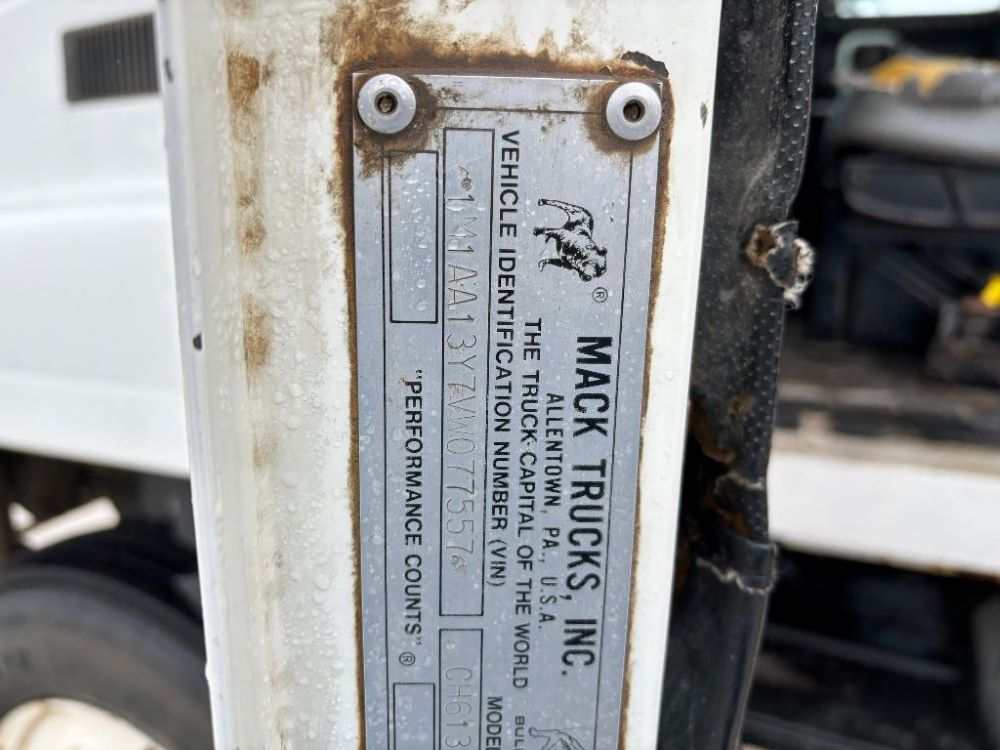 MACK TRUCKS, INC.
ALLENTOWN, PA., U.S.A.
THE TRUCK CAPITAL OF THE WORLD
VEHICLE IDENTIFICATION NUMBER (VIN)
MODEL
1M1AA13Y7VW077557
CH613
"PERFORMANCE COUNTS" ®